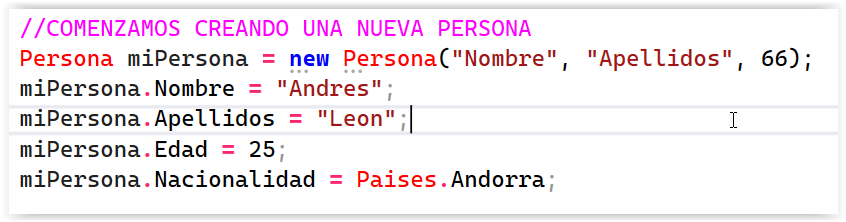 //COMENZAMOS CREANDO UNA NUEVA PERSONA
Persona miPersona = new Persona("Nombre", "Apellidos", 66);
miPersona.Nombre = "Andres";
miPersona.Apellidos = "Leon";
miPersona.Edad = 25;
miPersona.Nacionalidad = Paises.Andorra;